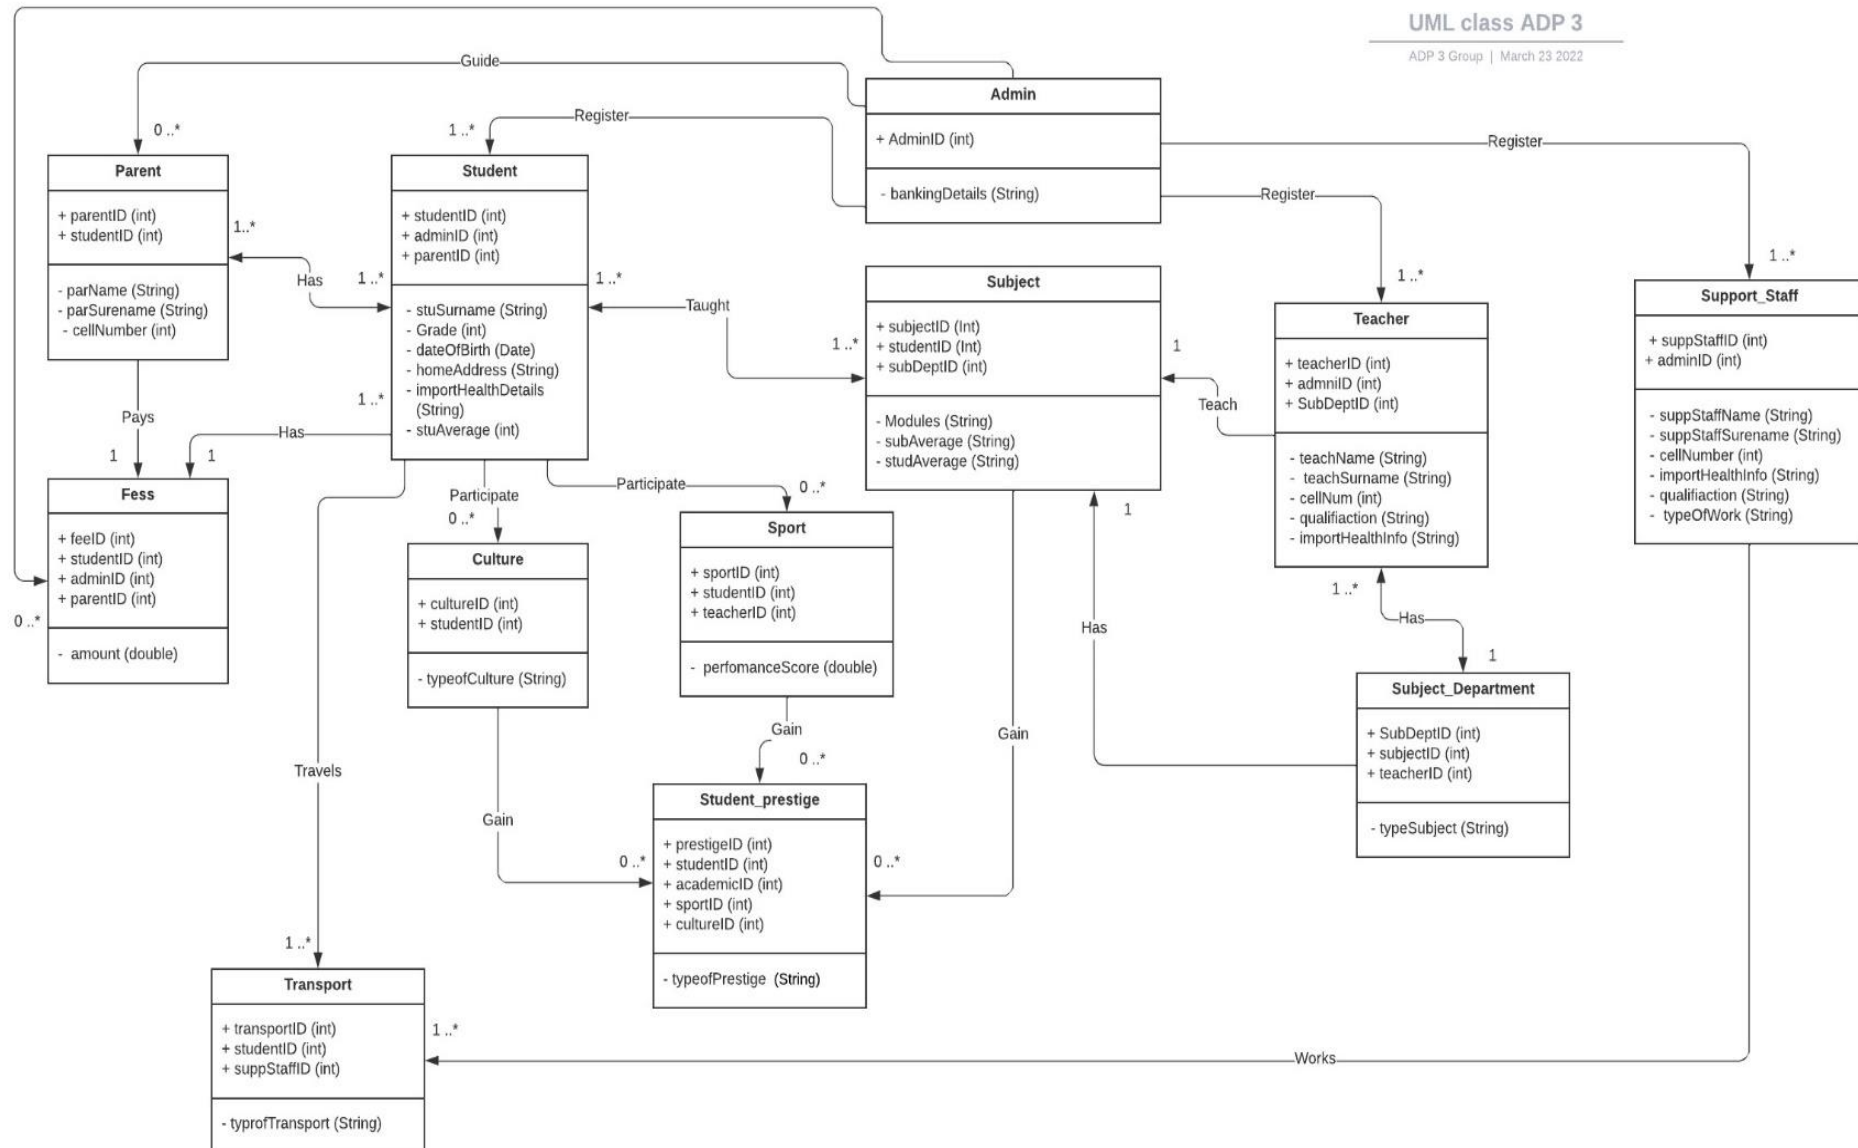 UML class ADP 3
ADP 3 Group | March 23 2022
Guide
Register
Register
Register
Admin
+ AdminID (int)
- bankingDetails (String)
0 ..*
Parent
+ parentID (int)
+ studentID (int)
- parName (String)
- parSurename (String)
- cellNumber (int)
1..*
Has
1 ..*
1 ..*
Student
+ studentID (int)
+ adminID (int)
+ parentID (int)
- stuSurname (String)
- Grade (int)
- dateOfBirth (Date)
- homeAddress (String)
- importHealthDetails
(String)
- stuAverage (int)
1 ..*
Taught
1 ..*
Subject
+ subjectID (Int)
+ studentID (Int)
+ subDeptID (int)
- Modules (String)
- subAverage (String)
- studAverage (String)
1
Teach
1 ..*
Teacher
+ teacherID (int)
+ admniID (int)
+ SubDeptID (int)
- teachName (String)
- teachSurname (String)
- cellNum (int)
- qualifiaction (String)
- importHealthInfo (String)
1 ..*
Support_Staff
+ suppStaffID (int)
+ adminID (int)
- suppStaffName (String)
- suppStaffSurename (String)
- cellNumber (int)
- importHealthInfo (String)
- qualifiaction (String)
- typeOfWork (String)
Pays
1
1 ..*
Has
1
Fess
+ feeID (int)
+ studentID (int)
+ adminID (int)
+ parentID (int)
- amount (double)
0 ..*
Participate
0 ..*
Culture
+ cultureID (int)
+ studentID (int)
- typeofCulture (String)
Participate
0 ..*
Sport
+ sportID (int)
+ studentID (int)
+ teacherID (int)
- perfomanceScore (double)
1
Has
1 ..*
Has
1
Subject_Department
+ SubDeptID (int)
+ subjectID (int)
+ teacherID (int)
- typeSubject (String)
Gain
0 ..*
Gain
Gain
0 ..*
0 ..*
Student_prestige
+ prestigeID (int)
+ studentID (int)
+ academicID (int)
+ sportID (int)
+ cultureID (int)
- typeofPrestige (String)
Travels
1 ..*
Transport
+ transportID (int)
+ studentID (int)
+ suppStaffID (int)
- typrofTransport (String)
1 ..*
Works